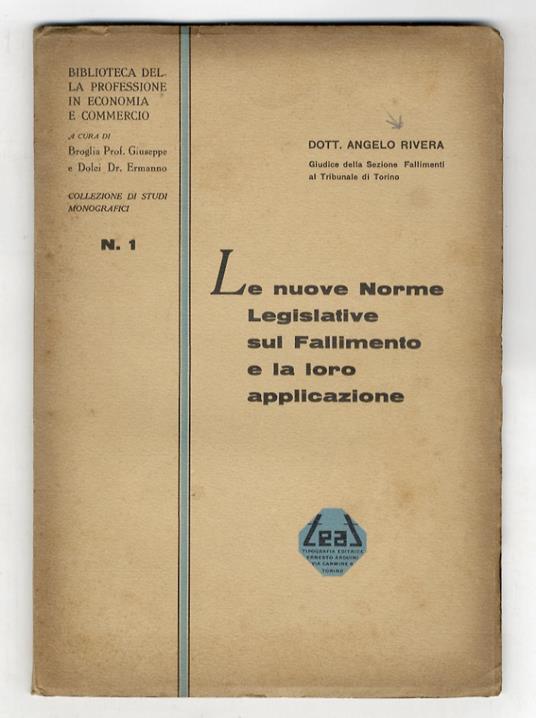 BIBLIOTECA DEL-
LA PROFESSIONE
IN ECONOMIA
E COMMERCIO
A CURA DI
Broglia Prof. Giuseppe
e Dolci Dr. Ermanno
COLLEZIONE DI STUDI
MONOGRAFICI
N. 1
DOTT. ANGELO RIVERA
Giudice della Sezione Fallimenti
al Tribunale di Torino
Le nuove Norme
Legislative
sul Fallimento
e la loro
applicazione
TIPOGRAFIA EDITRICE
ERNESTO ARDUINI
VIA CARMINE
TORINO